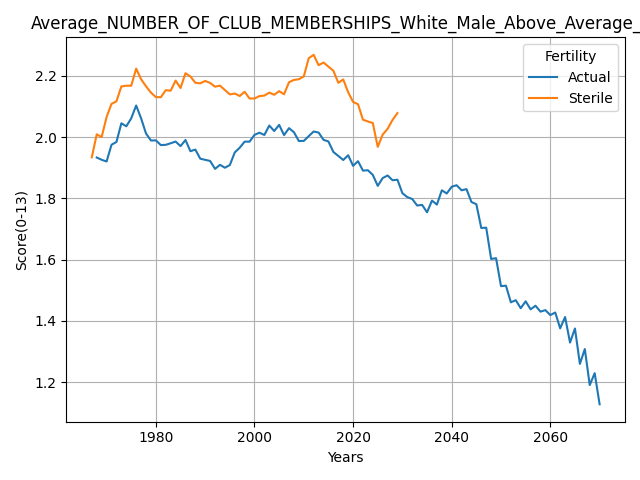 Average_NUMBER_OF_CLUB_MEMBERSHIPS_White_Male_Above_Average_
Fertility
Actual
Sterile
Score(0-13)
2.2
2.0
1.8
1.6
1.4
1.2
1980
2000
2020
2040
2060
Years